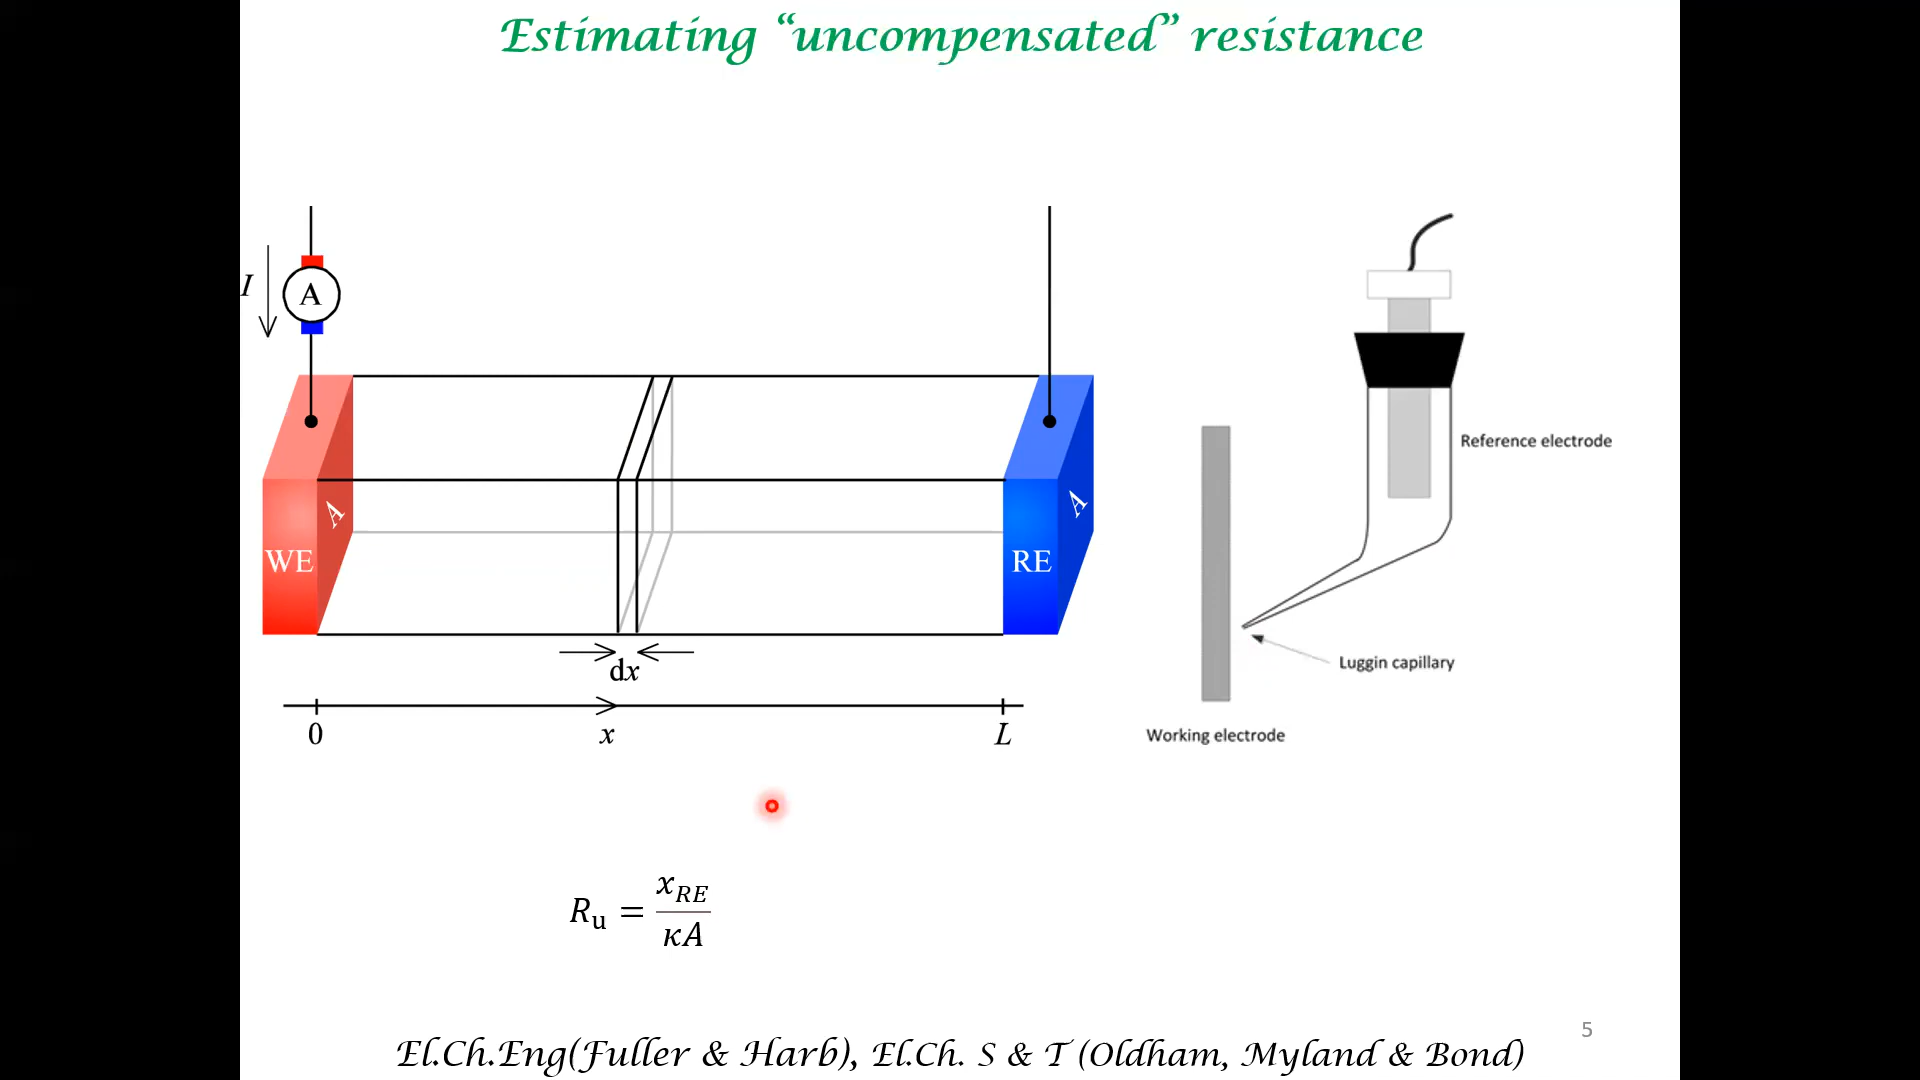 Estimating “uncompensated” resistance
I
A
A
A
WE
RE
dx
0
x
L
Reference electrode
Luggin capillary
Working electrode
R_u = x_RE / κA
5
El.Ch.Eng(Fuller & Harb), El.Ch. S & T (Oldham, Myland & Bond)